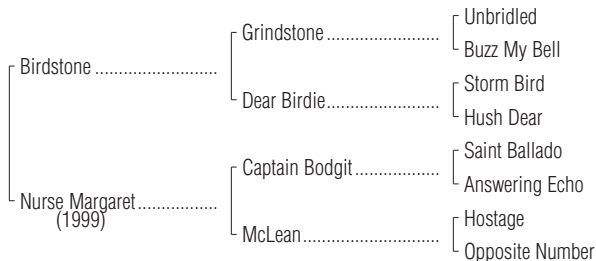 Unbridled
Grindstone ........................
Buzz My Bell
Birdstone ..........................
Storm Bird
Dear Birdie........................
Hush Dear
Saint Ballado
Captain Bodgit..................
Answering Echo
Nurse Margaret.................
(1999)
Hostage
McLean.............................
Opposite Number